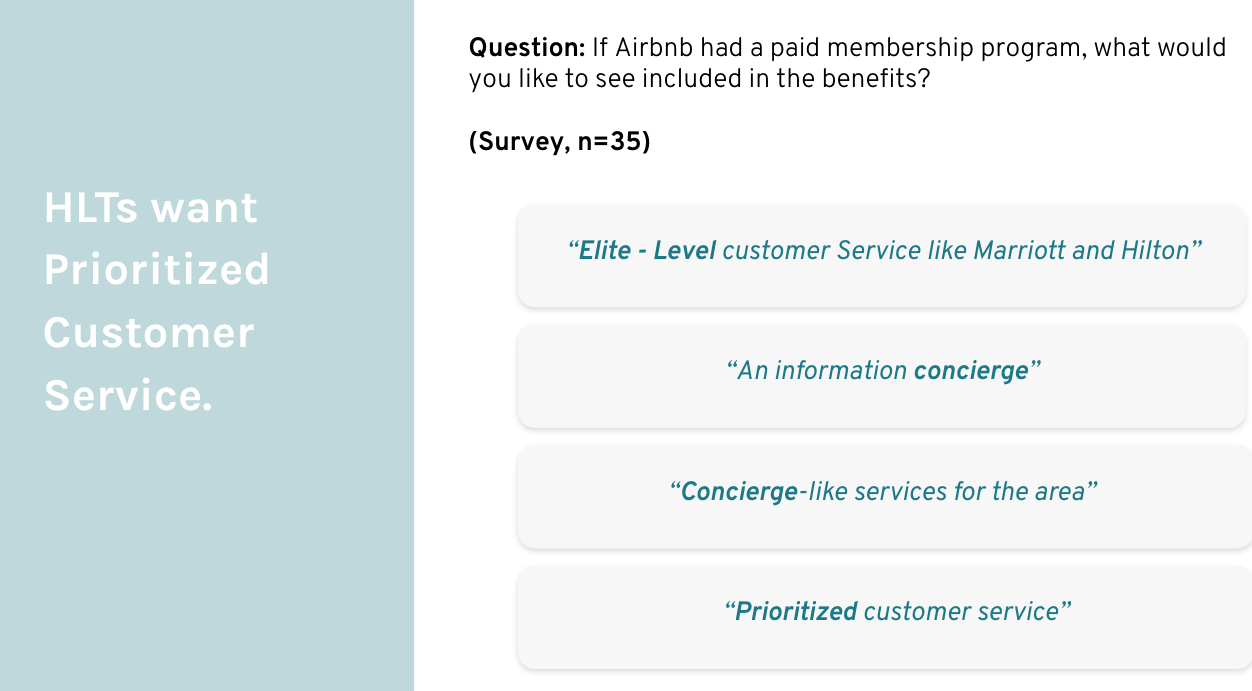 HLTs want
Prioritized
Customer
Service.
Question: If Airbnb had a paid membership program, what would
you like to see included in the benefits?
(Survey, n=35)
“Elite - Level customer Service like Marriott and Hilton”
“An information concierge”
“Concierge-like services for the area”
“Prioritized customer service”